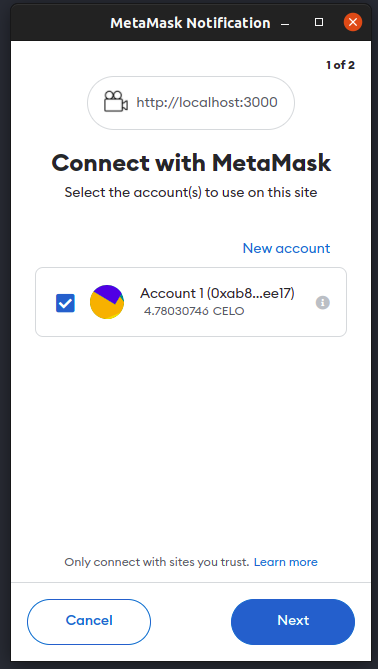 MetaMask Notification
1 of 2
http://localhost:3000
Connect with MetaMask
Select the account(s) to use on this site
New account
Account 1 (0xab8...ee17)
4.78030746 CELO
Only connect with sites you trust. Learn more
Cancel
Next